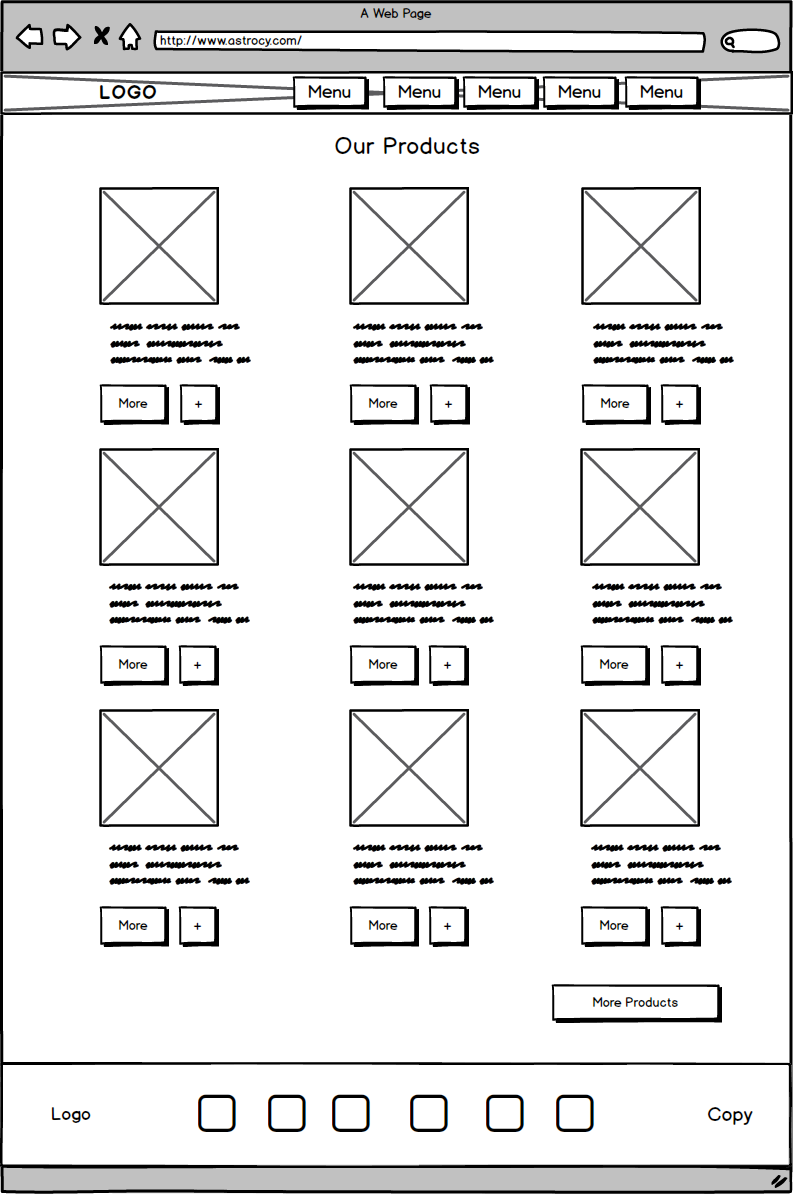 A Web Page
http://www.astrocy.com/
LOGO Menu Menu Menu Menu Menu
Our Products
More + More + More +
More + More + More +
More + More + More +
More Products
Logo Copy